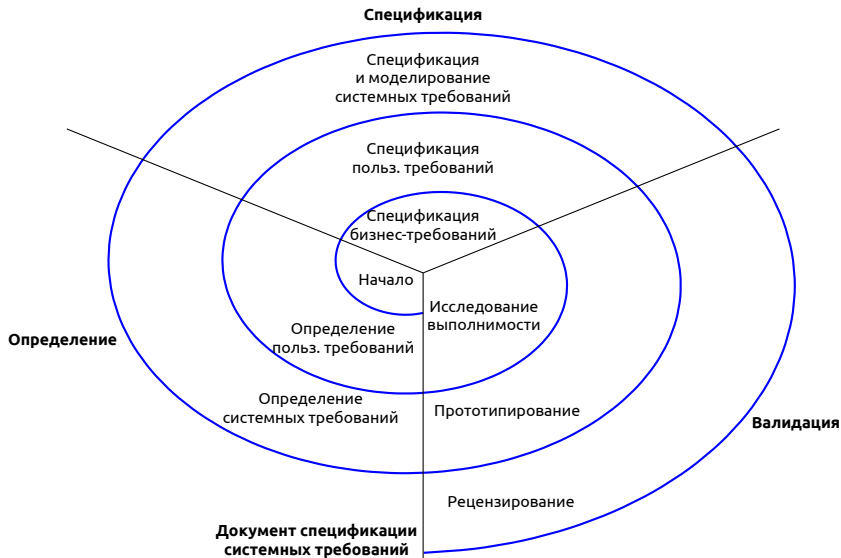 Спецификация
Спецификация
и моделирование
системных требований
Спецификация
польз. требований
Спецификация
бизнес-требований
Начало
Исследование
выполнимости
Определение
польз. требований
Определение
Определение
системных требований
Прототипирование
Валидация
Рецензирование
Документ спецификации
системных требований